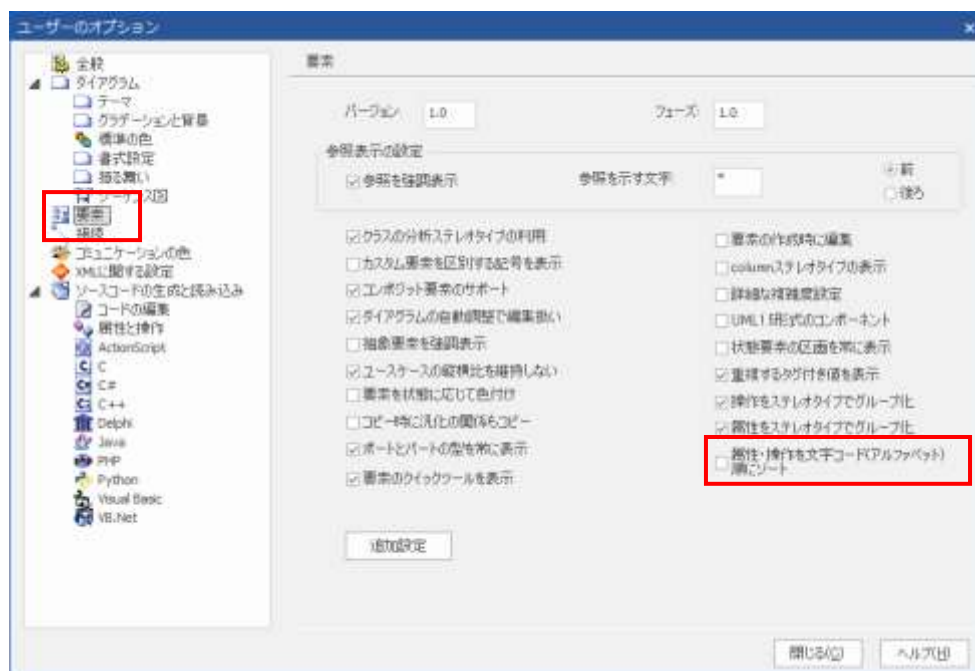 ユーザーのオプション
全般
ダイアグラム
テーマ
グラデーションと背景
標準の色
書式設定
振る舞い
シーケンス図
要素
接続
コミュニケーションの色
XMLに関する設定
ソースコードの生成と読み込み
コードの編集
属性と操作
ActionScript
C
C#
C++
Delphi
Java
PHP
Python
Visual Basic
VB.Net
要素
バージョン 1.0
フェーズ 1.0
参照表示の設定
参照を強調表示
参照を示す文字 *
前
後ろ
クラスの分析ステレオタイプの利用
カスタム要素を区別する記号を表示
コンポジット要素のサポート
ダイアグラムの自動調整で編集扱い
抽象要素を強調表示
ユースケースの縦横比を維持しない
要素を状態に応じて色付け
コピー時に汎化の関係もコピー
ポートとパートの型を常に表示
要素のクイックツールを表示
要素の作成時に編集
columnステレオタイプの表示
詳細な複雑度設定
UML1.5形式のコンポーネント
状態要素の区画を常に表示
重複するタグ付き値を表示
操作をステレオタイプでグループ化
属性をステレオタイプでグループ化
属性・操作を文字コード(アルファベット)
順にソート
追加設定
閉じる(C)
ヘルプ(H)